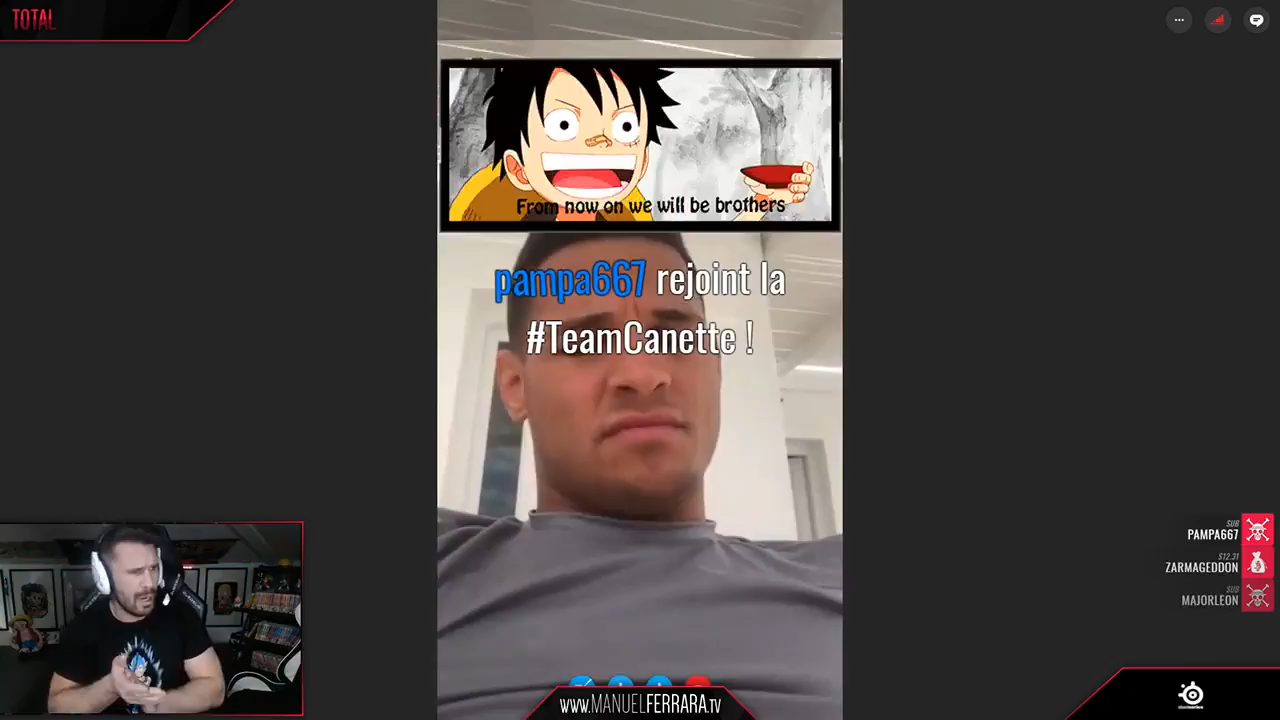 TOTAL
From now on we will be brothers
pampa667 rejoint la
#TeamCanette !
SUB
PAMPA667
$12.31
ZARMAGEDDON
SUB
MAJORLEON
www.MANUELFERRARA.tv